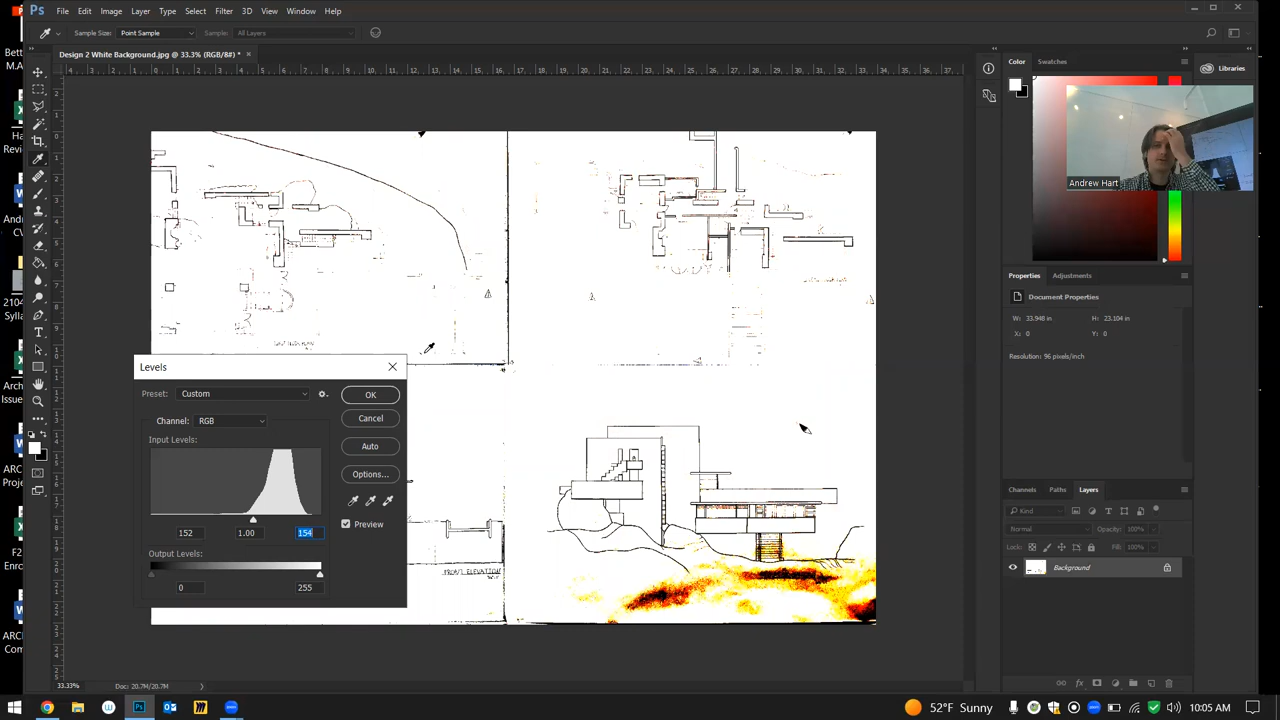 Ps File Edit Image Layer Type Select Filter 3D View Window Help
Sample Size: Point Sample Sample: All Layers
Design 2 White Background.jpg @ 33.3% (RGB/8#) *
Color Swatches
Libraries
Andrew Hart
Properties Adjustments
Document Properties
W: 33.948 in H: 23.104 in
X: 0 Y: 0
Resolution: 96 pixels/inch
Levels
Preset: Custom
OK
Channel: RGB
Cancel
Input Levels:
Auto
Options...
152 1.00 154
Preview
Output Levels:
0 255
FRONT ELEVATION
Channels Paths Layers
Kind
Normal Opacity: 100%
Lock: Fill: 100%
Background
33.33% Doc: 20.7M/20.7M
52°F Sunny 10:05 AM